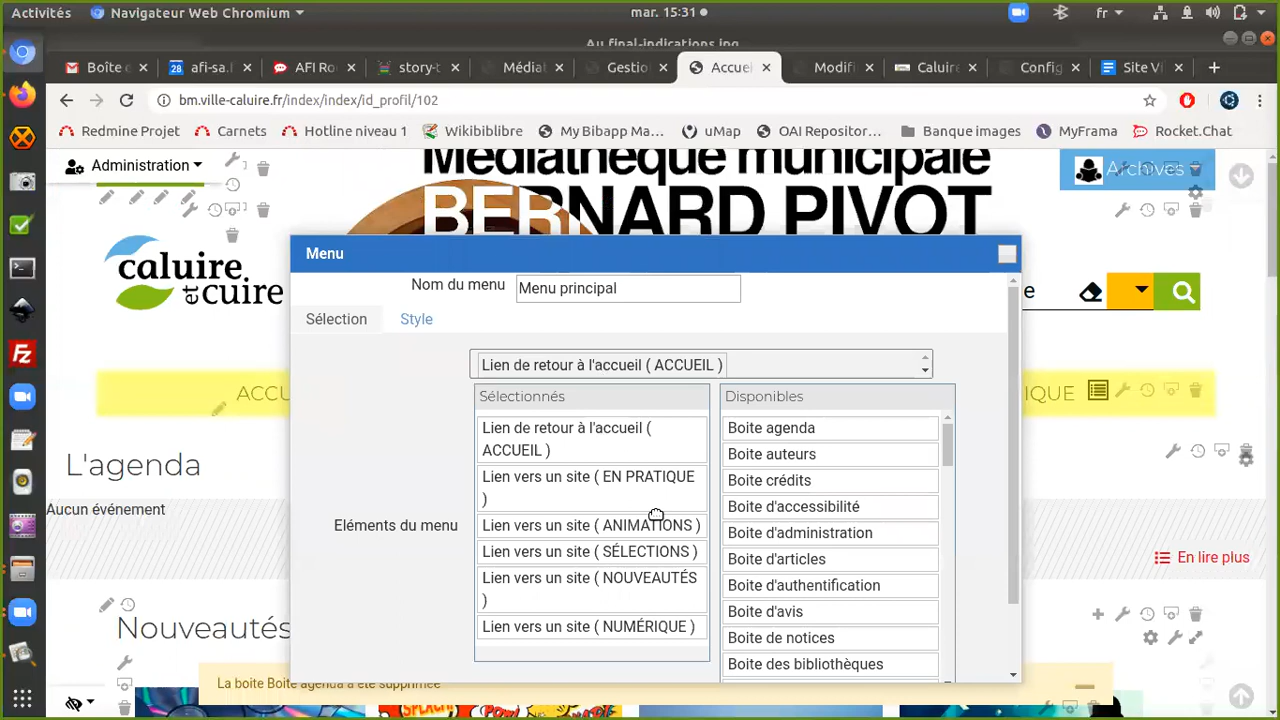 Activités Navigateur Web Chromium mar. 15:31 fr
Au final-indications.jpg
Boîte afi-sa.f AFI Ro story-t Médiat Gestio Accue Modifi Caluire Config Site Vi
bm.ville-caluire.fr/index/index/id_profil/102
Redmine Projet Carnets Hotline niveau 1 Wikibiblibre My Bibapp Ma... uMap OAI Repositor... Banque images MyFrama Rocket.Chat
Administration
Médiathèque municipale
Archives
BERNARD PIVOT
caluire
et cuire
Menu
Nom du menu Menu principal
Sélection Style
Lien de retour à l'accueil ( ACCUEIL )
ACCU
IQUE
Sélectionnés Disponibles
Lien de retour à l'accueil (
ACCUEIL )
Lien vers un site ( EN PRATIQUE
)
Lien vers un site ( ANIMATIONS )
Lien vers un site ( SÉLECTIONS )
Lien vers un site ( NOUVEAUTÉS
)
Lien vers un site ( NUMÉRIQUE )
Boite agenda
Boite auteurs
Boite crédits
Boite d'accessibilité
Boite d'administration
Boite d'articles
Boite d'authentification
Boite d'avis
Boite de notices
Boite des bibliothèques
Eléments du menu
L'agenda
Aucun événement
En lire plus
Nouveautés
La boite Boite agenda a été supprimée
SPLASH
POW